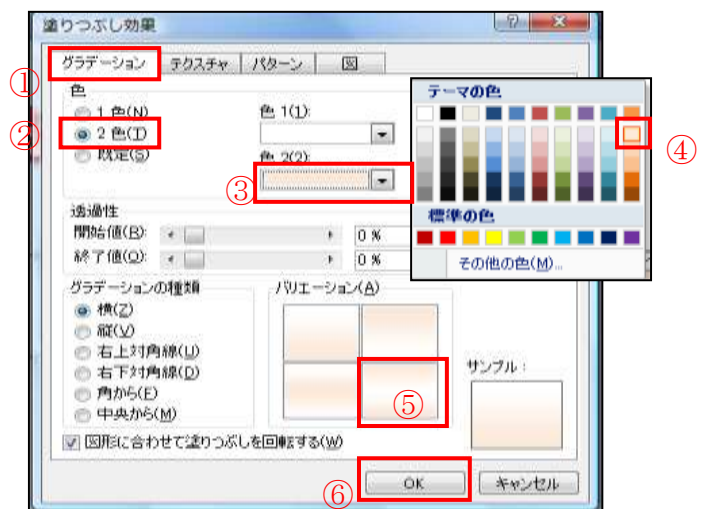 塗りつぶし効果
グラデーション テクスチャ パターン 図
①
色
1 色(N)
色 1(1):
② 2 色(T)
既定(S)
色 2(2):
③
テーマの色
④
標準の色
その他の色(M)...
透過性
開始値(R): 0 %
終了値(O): 0 %
グラデーションの種類
横(Z)
縦(V)
右上対角線(U)
右下対角線(D)
角から(E)
中央から(M)
バリエーション(A)
⑤
サンプル :
図形に合わせて塗りつぶしを回転する(W)
⑥ OK キャンセル